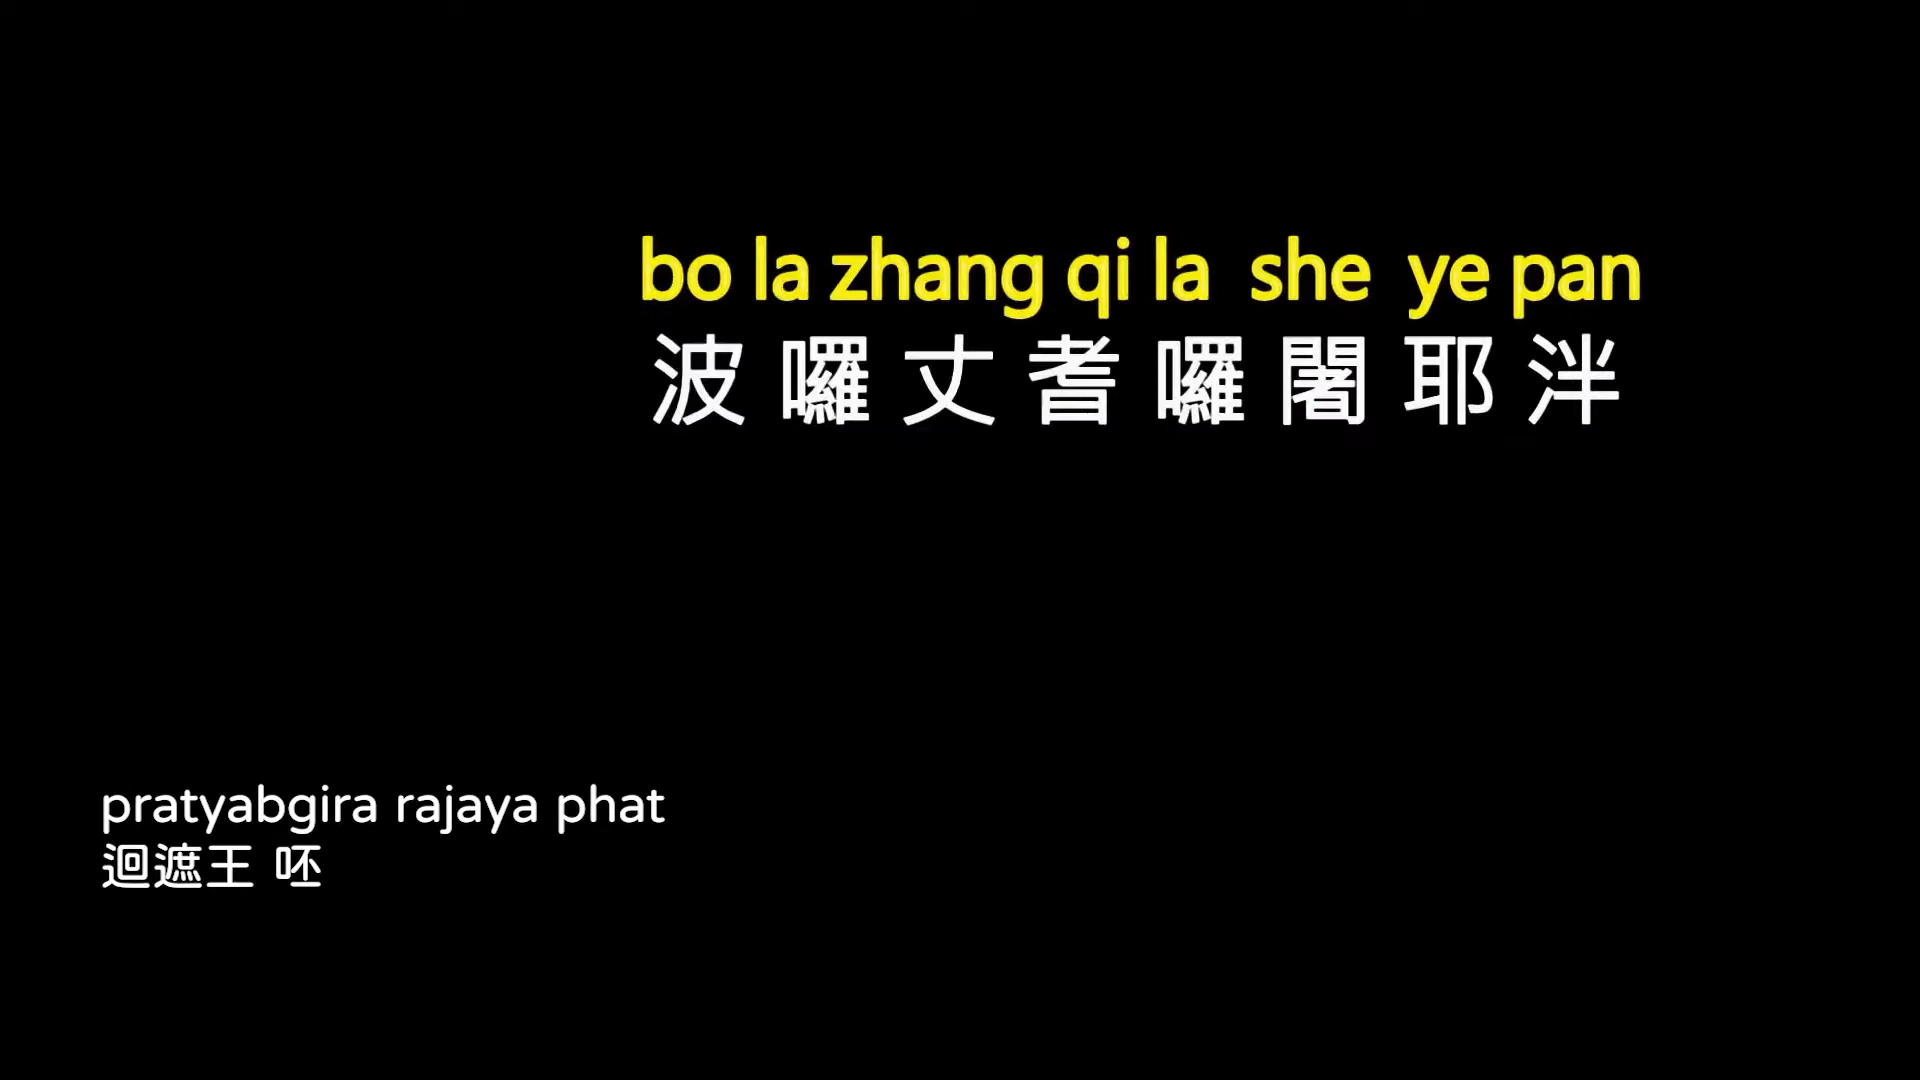 bo la zhang qi la she ye pan
波 囉 丈 耆 囉 闍 耶 泮
pratyabgira rajaya phat
迴遮王 呸